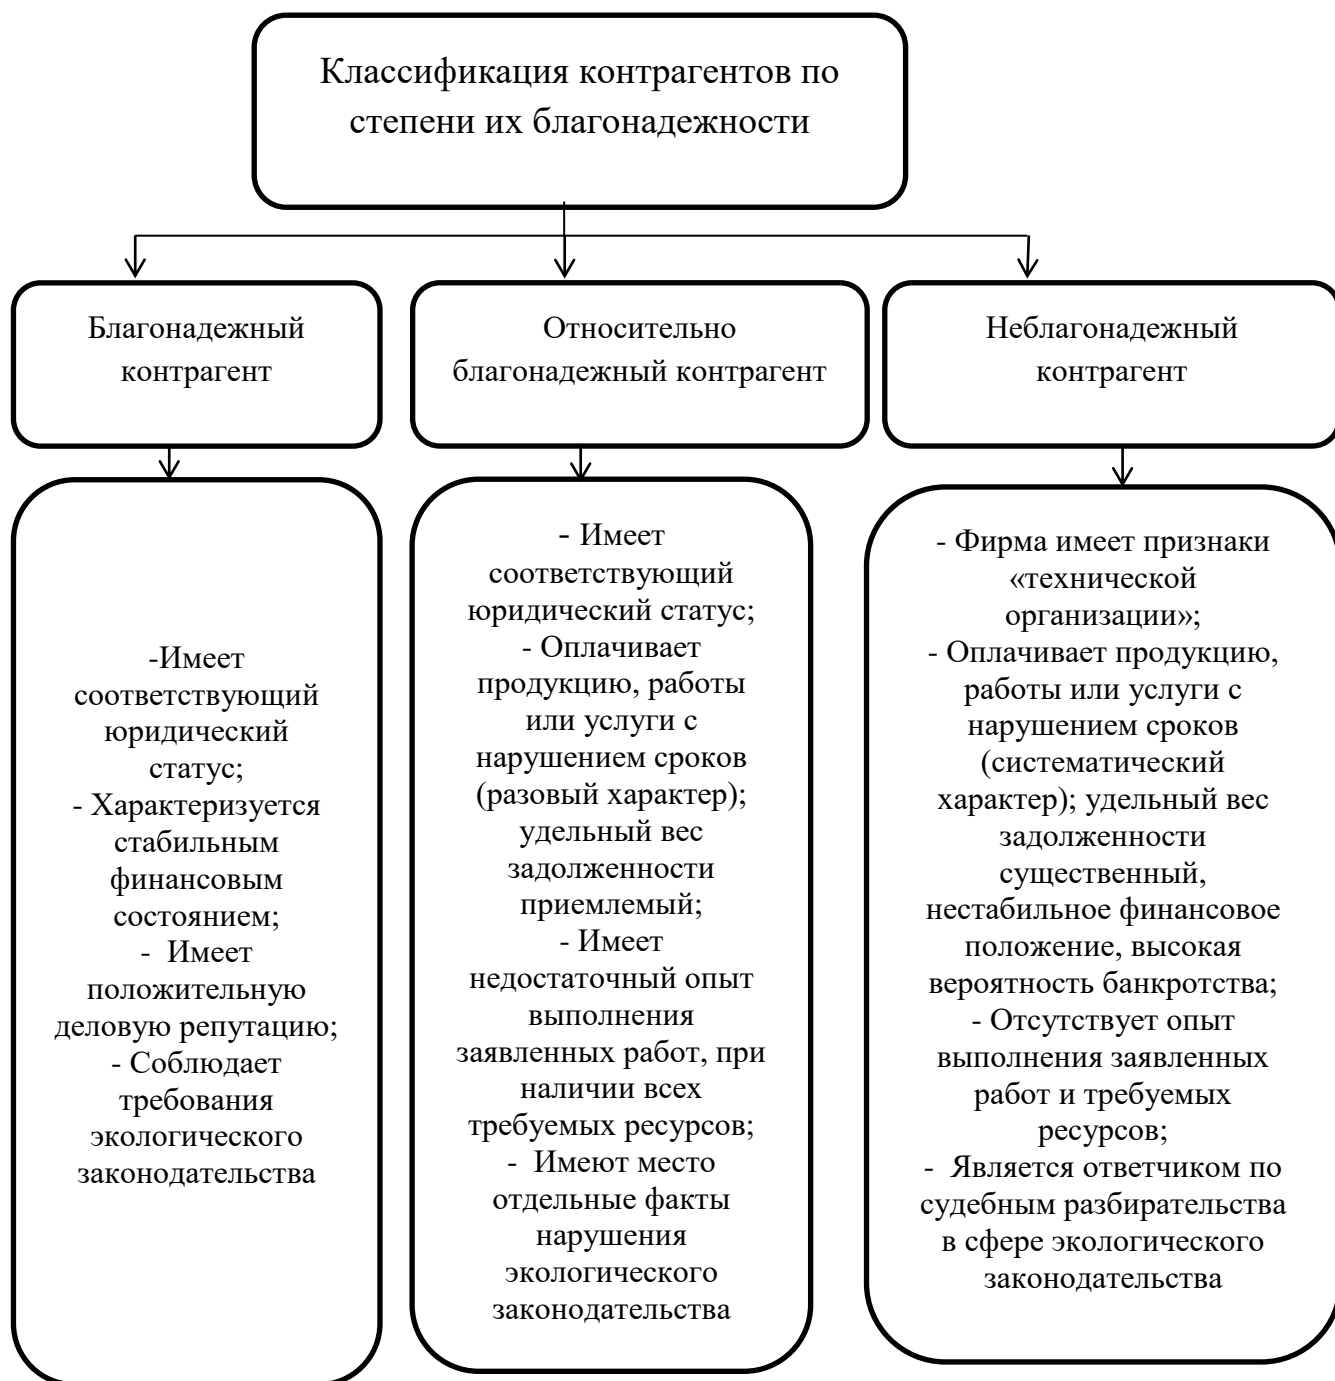 Классификация контрагентов по
степени их благонадежности
Благонадежный
контрагент
Относительно
благонадежный контрагент
Неблагонадежный
контрагент
-Имеет
соответствующий
юридический
статус;
- Характеризуется
стабильным
финансовым
состоянием;
- Имеет
положительную
деловую репутацию;
- Соблюдает
требования
экологического
законодательства
- Имеет
соответствующий
юридический статус;
- Оплачивает
продукцию, работы
или услуги с
нарушением сроков
(разовый характер);
удельный вес
задолженности
приемлемый;
- Имеет
недостаточный опыт
выполнения
заявленных работ, при
наличии всех
требуемых ресурсов;
- Имеют место
отдельные факты
нарушения
экологического
законодательства
- Фирма имеет признаки
«технической
организации»;
- Оплачивает продукцию,
работы или услуги с
нарушением сроков
(систематический
характер); удельный вес
задолженности
существенный,
нестабильное финансовое
положение, высокая
вероятность банкротства;
- Отсутствует опыт
выполнения заявленных
работ и требуемых
ресурсов;
- Является ответчиком по
судебным разбирательства
в сфере экологического
законодательства